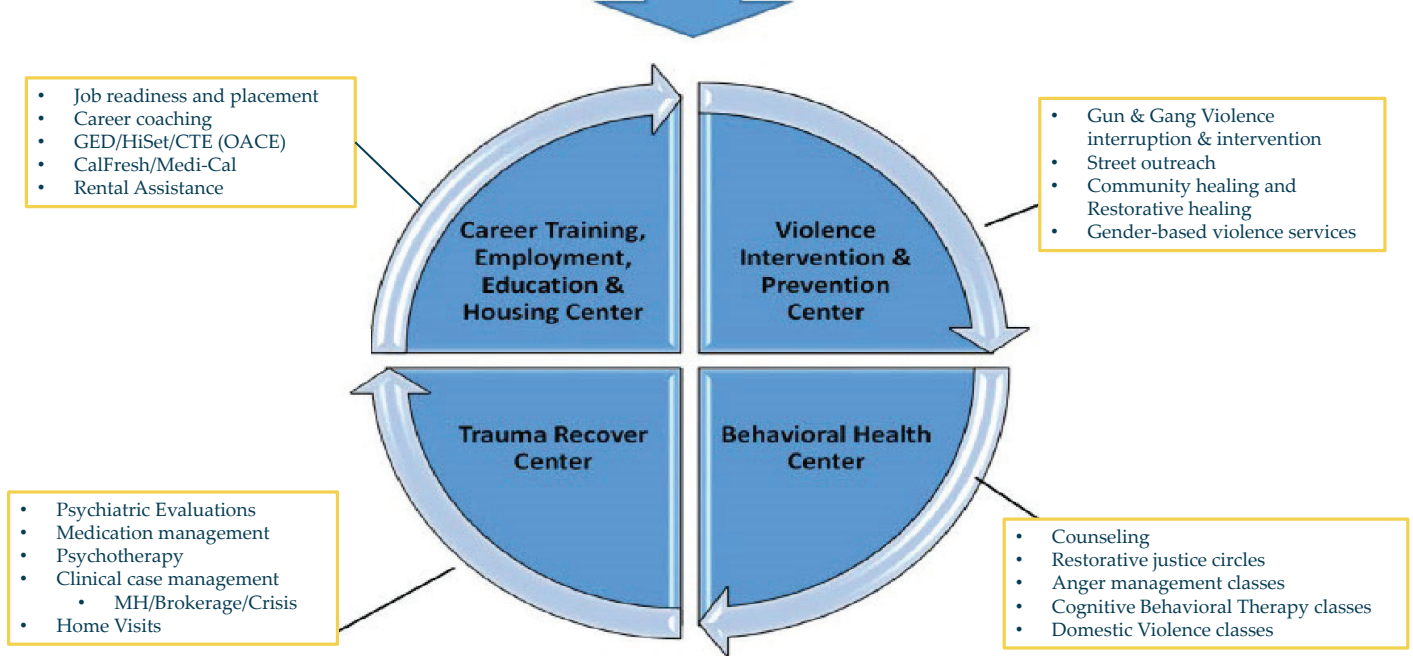 • Job readiness and placement
• Career coaching
• GED/HiSet/CTE (OACE)
• CalFresh/Medi-Cal
• Rental Assistance
• Gun & Gang Violence
interruption & intervention
• Street outreach
• Community healing and
Restorative healing
• Gender-based violence services
Career Training,
Employment,
Education &
Housing Center
Violence
Intervention &
Prevention
Center
Trauma Recover
Center
Behavioral Health
Center
• Psychiatric Evaluations
• Medication management
• Psychotherapy
• Clinical case management
• MH/Brokerage/Crisis
• Home Visits
• Counseling
• Restorative justice circles
• Anger management classes
• Cognitive Behavioral Therapy classes
• Domestic Violence classes